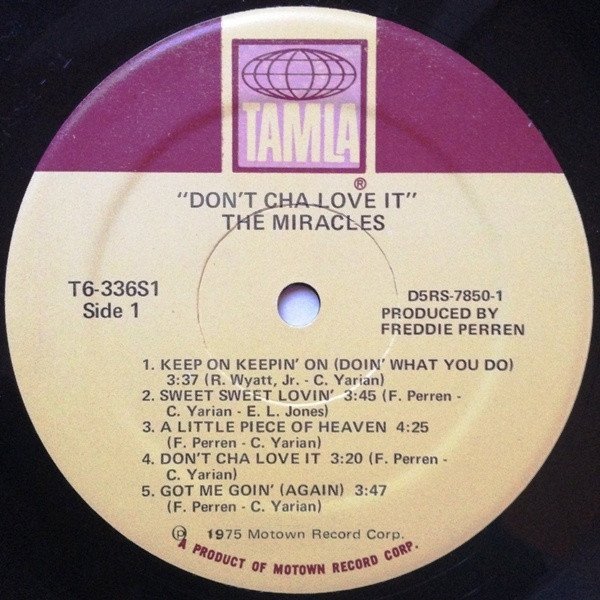 TAMLA
®
"DON'T CHA LOVE IT"
THE MIRACLES
T6-336S1
Side 1
D5RS-7850-1
PRODUCED BY
FREDDIE PERREN
1. KEEP ON KEEPIN' ON (DOIN' WHAT YOU DO)
3:37 (R. Wyatt, Jr. - C. Yarian)
2. SWEET SWEET LOVIN' 3:45 (F. Perren -
C. Yarian - E. L. Jones)
3. A LITTLE PIECE OF HEAVEN 4:25
(F. Perren - C. Yarian)
4. DON'T CHA LOVE IT 3:20 (F. Perren -
C. Yarian)
5. GOT ME GOIN' (AGAIN) 3:47
(F. Perren - C. Yarian)
℗ 1975 Motown Record Corp.
A PRODUCT OF MOTOWN RECORD CORP.